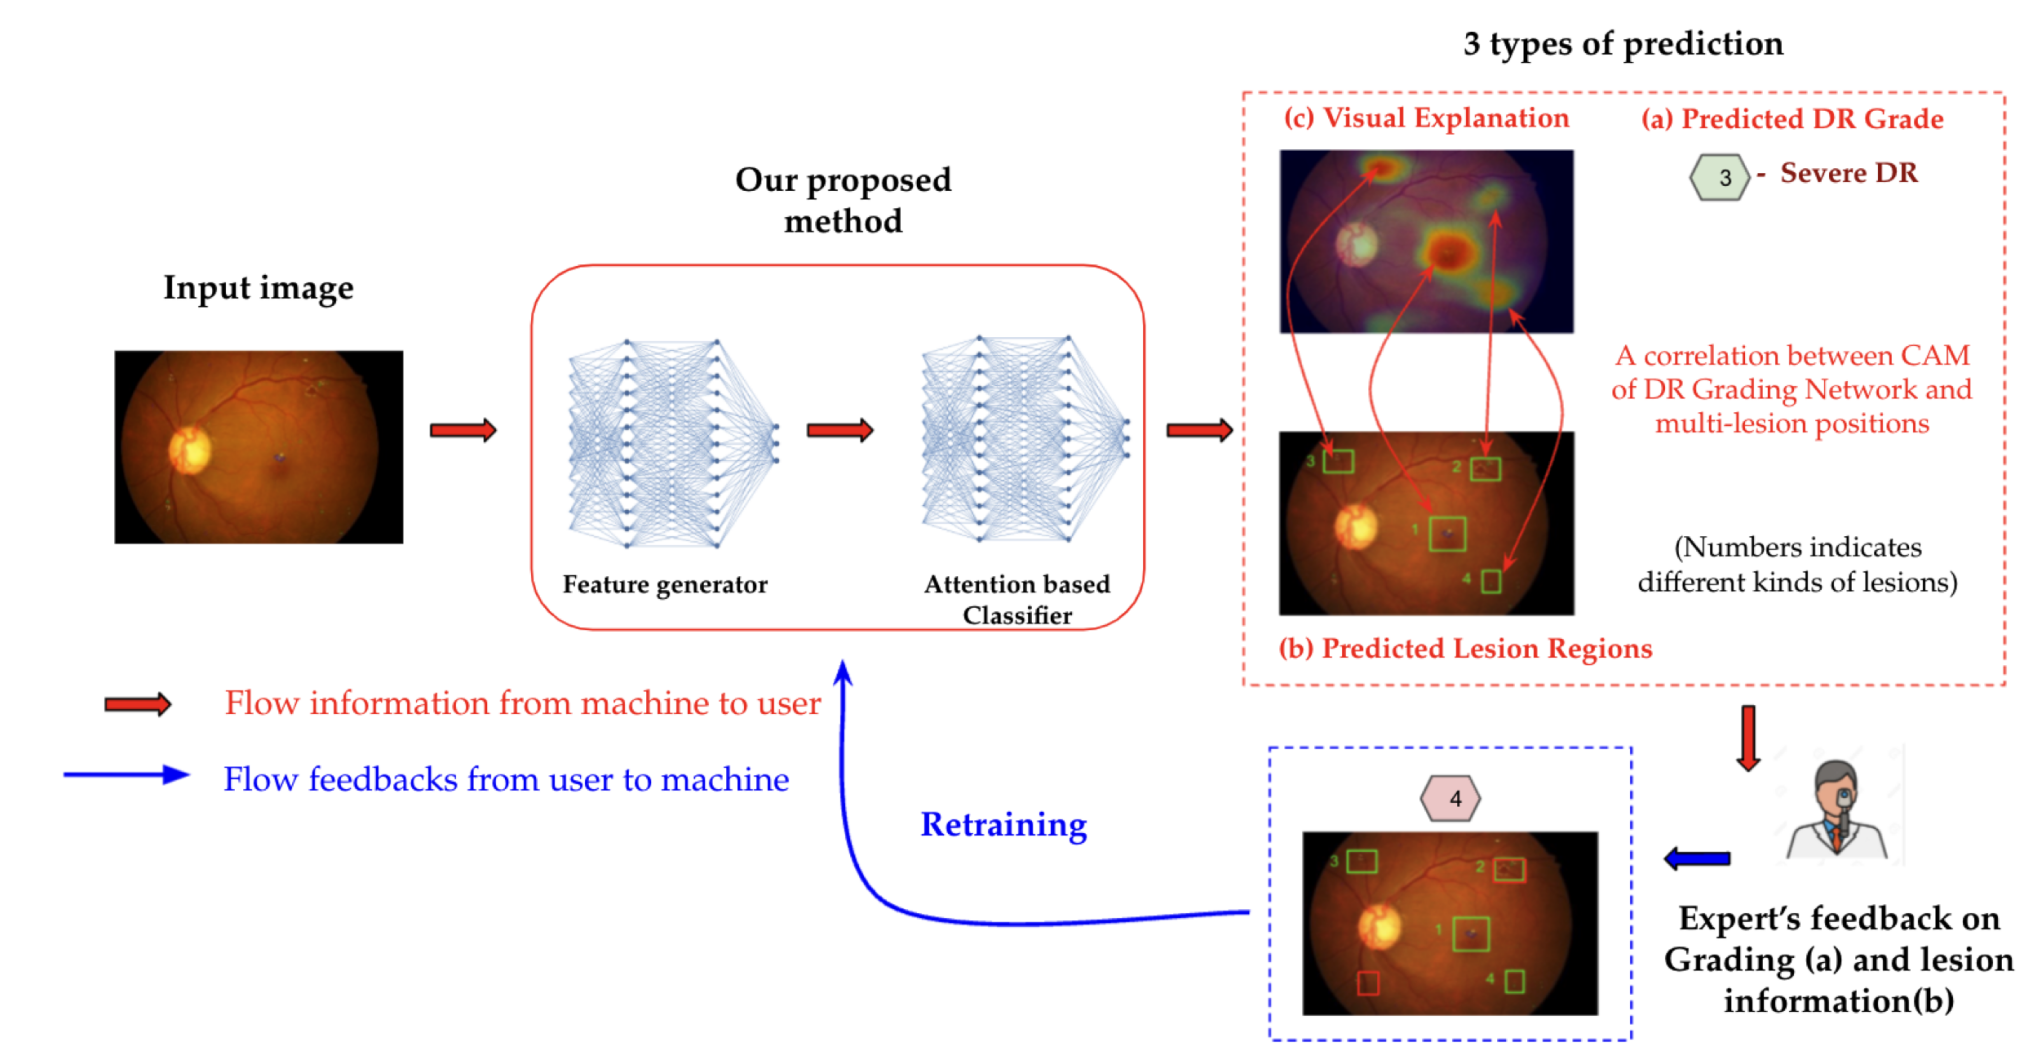 3 types of prediction
(c) Visual Explanation
(a) Predicted DR Grade
3 - Severe DR
Our proposed
method
Input image
Feature generator
Attention based
Classifier
A correlation between CAM
of DR Grading Network and
multi-lesion positions
3
2
1
4
(Numbers indicates
different kinds of lesions)
(b) Predicted Lesion Regions
Flow information from machine to user
Flow feedbacks from user to machine
Retraining
4
3
2
1
4
Expert’s feedback on
Grading (a) and lesion
information(b)